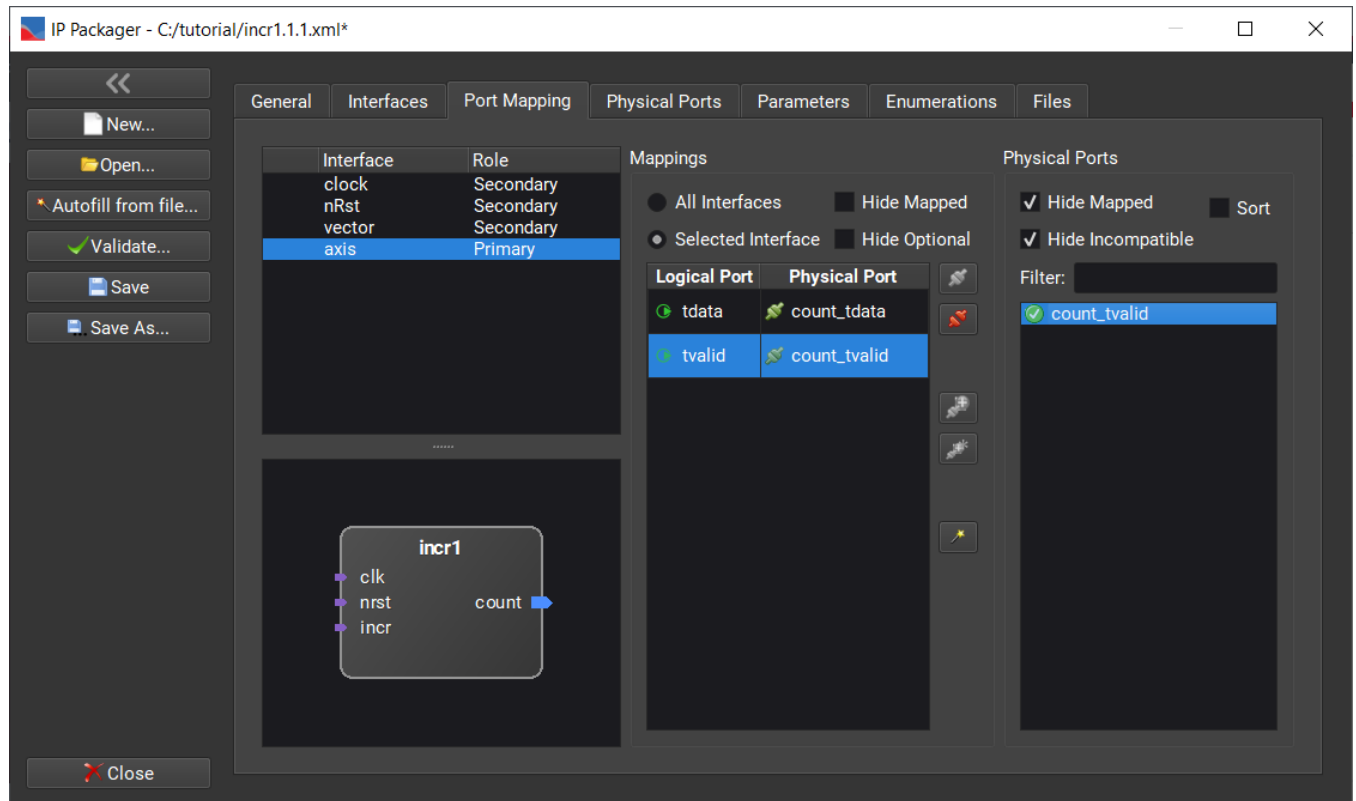 IP Packager - C:/tutorial/incr1.1.1.xml*
New...
Open...
Autofill from file...
Validate...
Save
Save As...
Close
General Interfaces Port Mapping Physical Ports Parameters Enumerations Files
Interface Role
clock Secondary
nRst Secondary
vector Secondary
axis Primary
incr1
clk
nrst count
incr
Mappings
All Interfaces Hide Mapped
Selected Interface Hide Optional
Logical Port Physical Port
tdata count_tdata
tvalid count_tvalid
Physical Ports
Hide Mapped Sort
Hide Incompatible
Filter:
count_tvalid